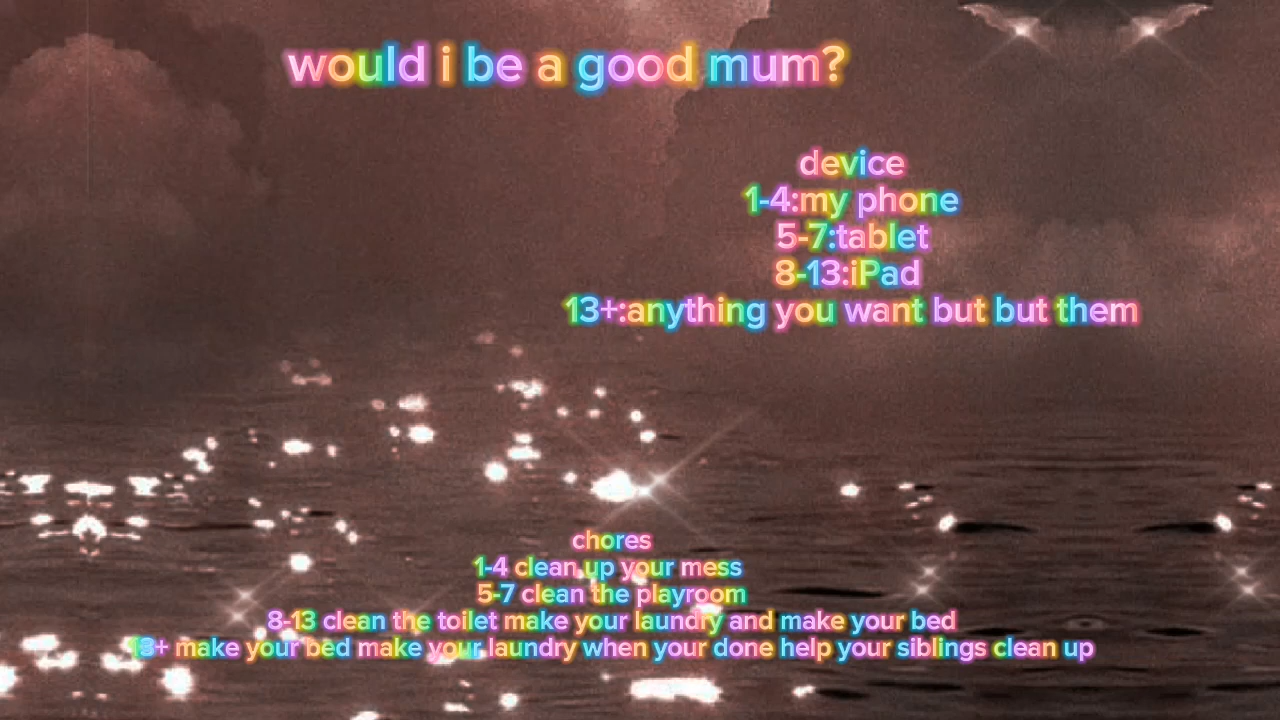 would i be a good mum?
device
1-4:my phone
5-7:tablet
8-13:iPad
13+:anything you want but but them
chores
1-4 clean up your mess
5-7 clean the playroom
8-13 clean the toilet make your laundry and make your bed
13+ make your bed make your laundry when your done help your siblings clean up